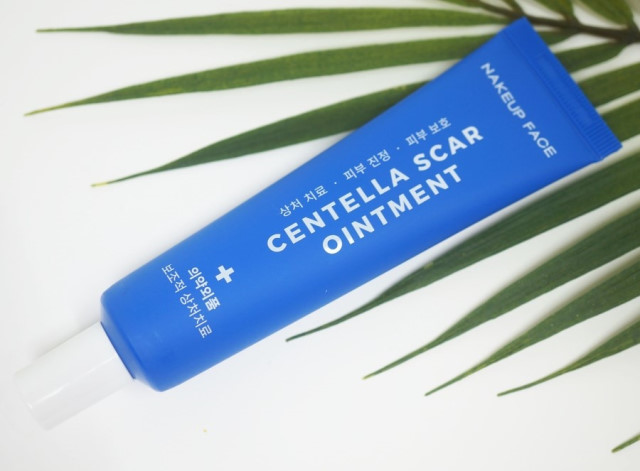 NAKEUP FACE
상처 치료 · 피부 진정 · 피부 보호
CENTELLA SCAR
OINTMENT
의약외품
보조적 상처치료